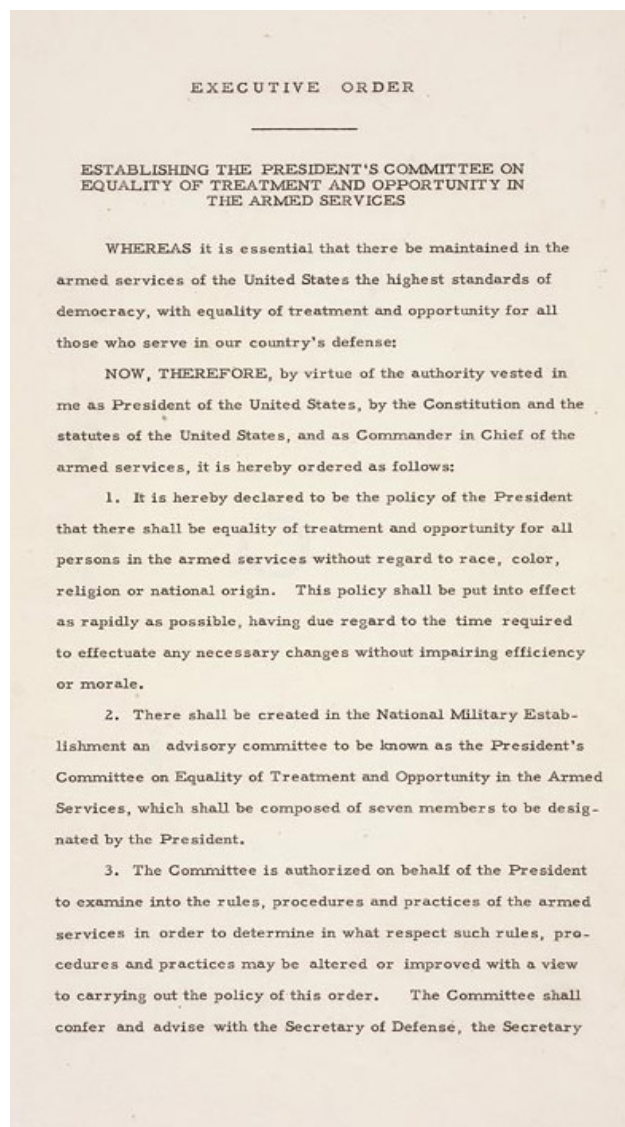 EXECUTIVE ORDER
ESTABLISHING THE PRESIDENT'S COMMITTEE ON
EQUALITY OF TREATMENT AND OPPORTUNITY IN
THE ARMED SERVICES
WHEREAS it is essential that there be maintained in the
armed services of the United States the highest standards of
democracy, with equality of treatment and opportunity for all
those who serve in our country's defense:
NOW, THEREFORE, by virtue of the authority vested in
me as President of the United States, by the Constitution and the
statutes of the United States, and as Commander in Chief of the
armed services, it is hereby ordered as follows:
1. It is hereby declared to be the policy of the President
that there shall be equality of treatment and opportunity for all
persons in the armed services without regard to race, color,
religion or national origin. This policy shall be put into effect
as rapidly as possible, having due regard to the time required
to effectuate any necessary changes without impairing efficiency
or morale.
2. There shall be created in the National Military Estab-
lishment an advisory committee to be known as the President's
Committee on Equality of Treatment and Opportunity in the Armed
Services, which shall be composed of seven members to be desig-
nated by the President.
3. The Committee is authorized on behalf of the President
to examine into the rules, procedures and practices of the armed
services in order to determine in what respect such rules, pro-
cedures and practices may be altered or improved with a view
to carrying out the policy of this order. The Committee shall
confer and advise with the Secretary of Defense, the Secretary